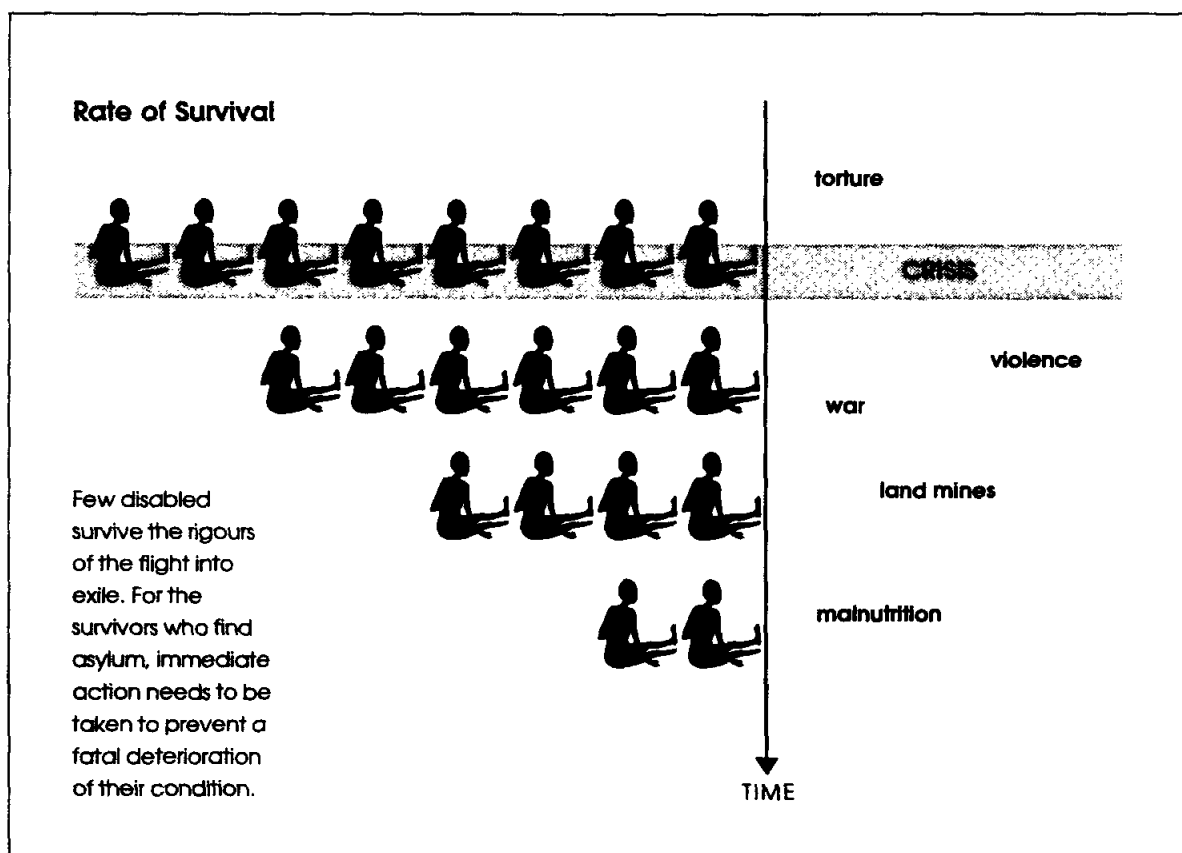 Rate of Survival
torture
CRISIS
violence
war
land mines
malnutrition
Few disabled
survive the rigours
of the flight into
exile. For the
survivors who find
asylum, immediate
action needs to be
taken to prevent a
fatal deterioration
of their condition.
TIME